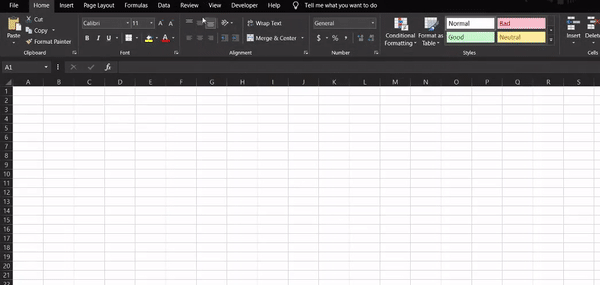 File Home Insert Page Layout Formulas Data Review View Developer Help Tell me what you want to do
Paste Cut Copy Format Painter
Clipboard
Calibri 11
B I U
Font
Wrap Text
Merge & Center
Alignment
General
$ % ,
Number
Conditional Formatting
Format as Table
Normal Bad
Good Neutral
Styles
Insert Delete
Cells
A1 fx
A B C D E F G H I J K L M N O P Q R S
1
2
3
4
5
6
7
8
9
10
11
12
13
14
15
16
17
18
19
20
21